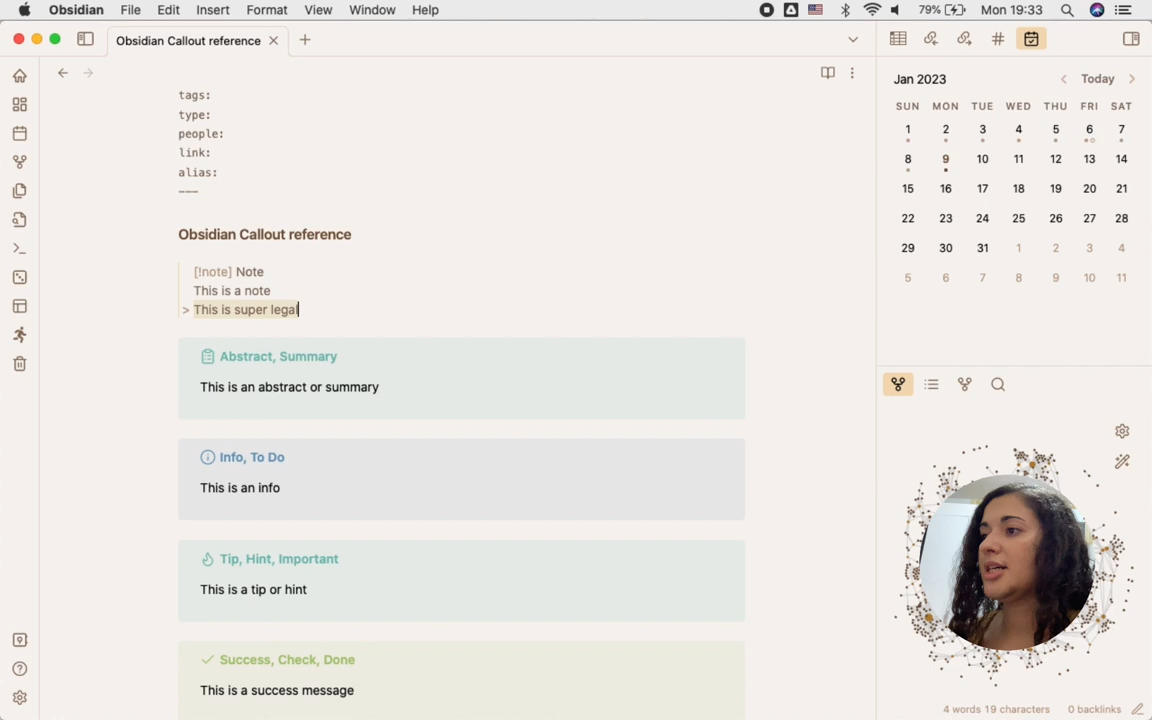 Obsidian File Edit Insert Format View Window Help 79% Mon 19:33
Obsidian Callout reference
Jan 2023 Today
SUN MON TUE WED THU FRI SAT
1 2 3 4 5 6 7
8 9 10 11 12 13 14
15 16 17 18 19 20 21
22 23 24 25 26 27 28
29 30 31 1 2 3 4
5 6 7 8 9 10 11
tags:
type:
people:
link:
alias:
---
Obsidian Callout reference
[!note] Note
This is a note
> This is super legal
Abstract, Summary
This is an abstract or summary
Info, To Do
This is an info
Tip, Hint, Important
This is a tip or hint
Success, Check, Done
This is a success message
4 words 19 characters 0 backlinks